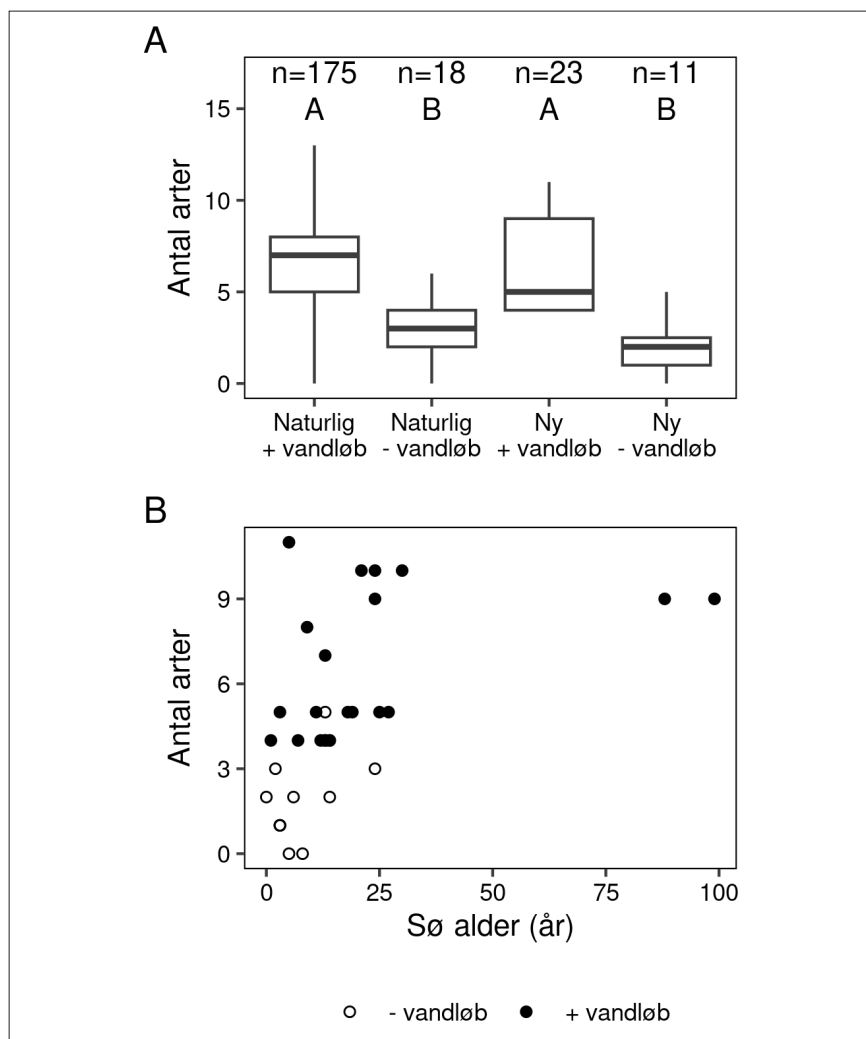 A
n=175 n=18 n=23 n=11
A B A B
15
10
5
0
Antal arter
Naturlig Naturlig Ny Ny
+ vandløb - vandløb + vandløb - vandløb
B
9
6
3
0
Antal arter
0 25 50 75 100
Sø alder (år)
- vandløb + vandløb